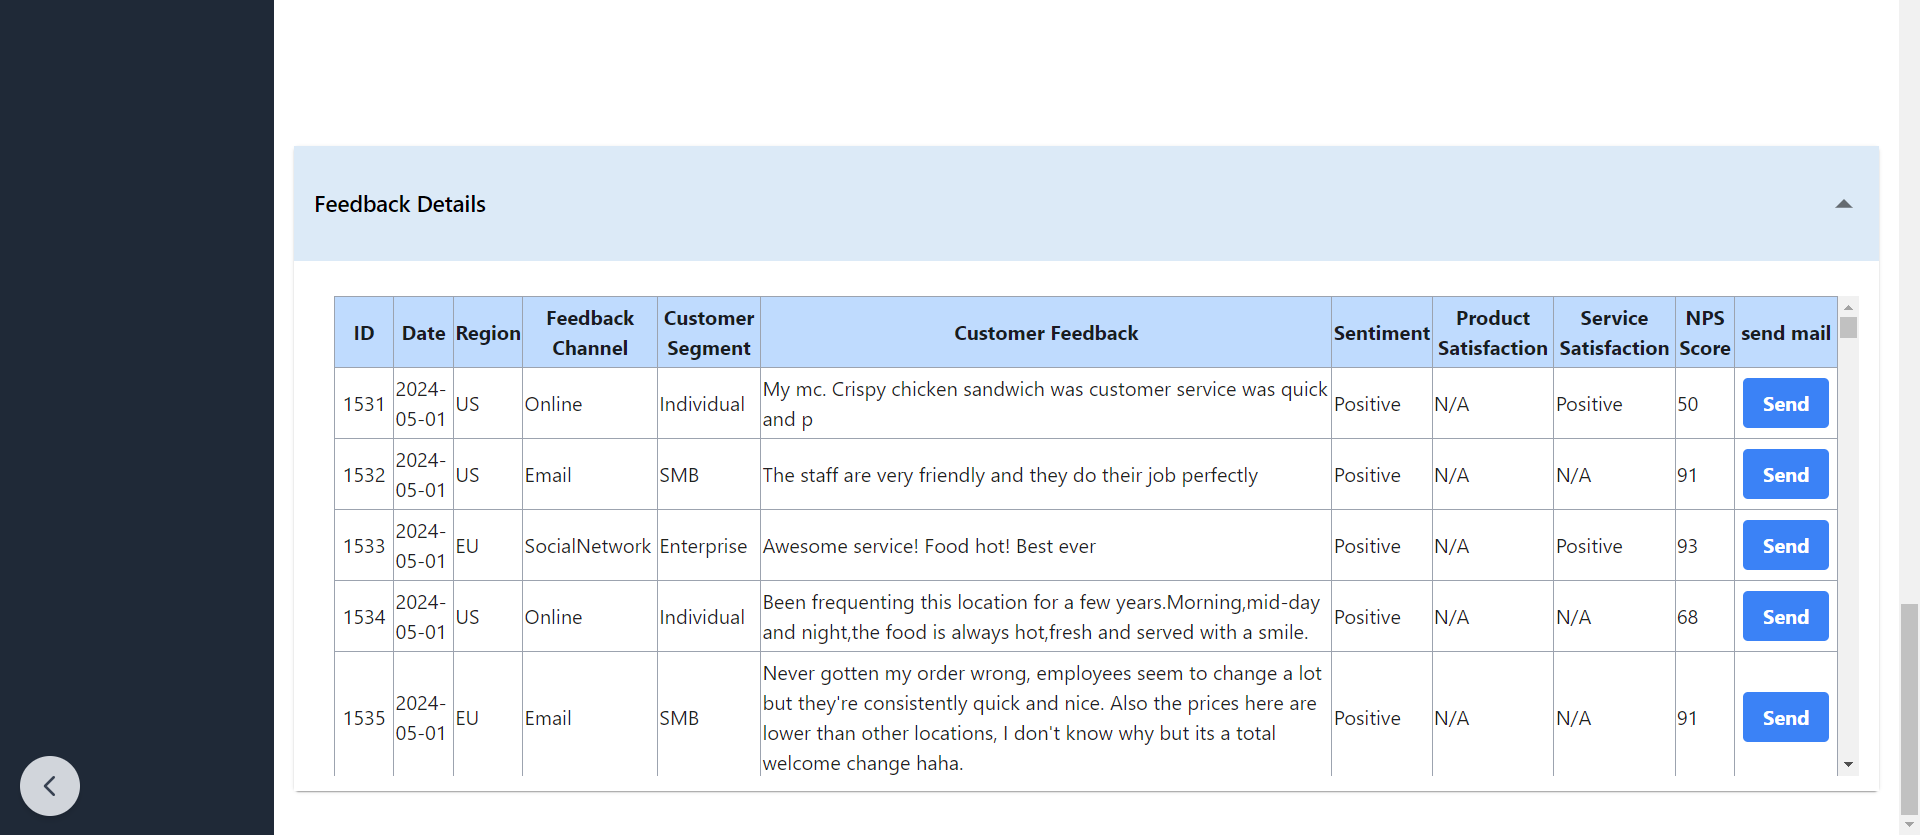 Feedback Details
ID Date Region Feedback Channel Customer Segment Customer Feedback Sentiment Product Satisfaction Service Satisfaction NPS Score send mail
1531 2024-05-01 US Online Individual My mc. Crispy chicken sandwich was customer service was quick and p Positive N/A Positive 50 Send
1532 2024-05-01 US Email SMB The staff are very friendly and they do their job perfectly Positive N/A N/A 91 Send
1533 2024-05-01 EU SocialNetwork Enterprise Awesome service! Food hot! Best ever Positive N/A Positive 93 Send
1534 2024-05-01 US Online Individual Been frequenting this location for a few years.Morning,mid-day and night,the food is always hot,fresh and served with a smile. Positive N/A N/A 68 Send
1535 2024-05-01 EU Email SMB Never gotten my order wrong, employees seem to change a lot but they're consistently quick and nice. Also the prices here are lower than other locations, I don't know why but its a total welcome change haha. Positive N/A N/A 91 Send